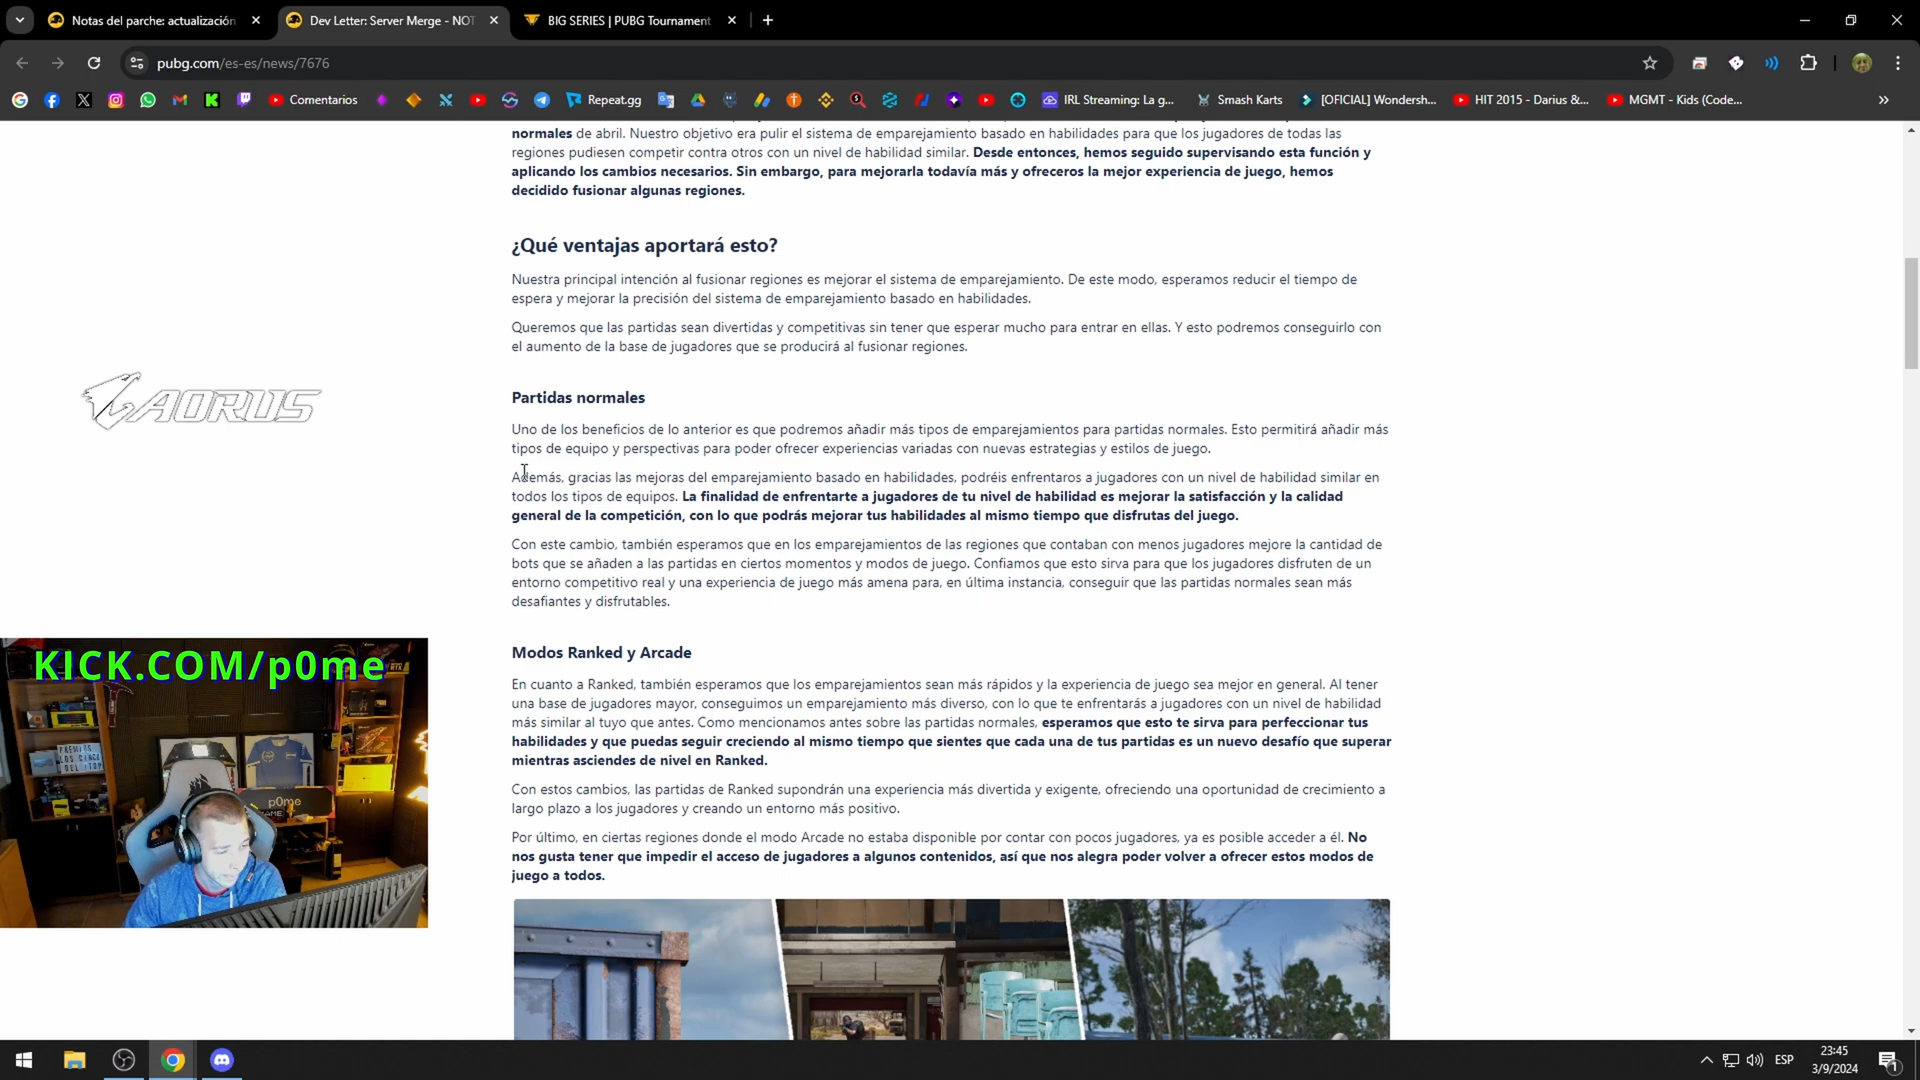 Notas del parche: actualización
Dev Letter: Server Merge - NOT
BIG SERIES | PUBG Tournament
pubg.com/es-es/news/7676
Comentarios
Repeat.gg
IRL Streaming: La g...
Smash Karts
[OFICIAL] Wondersh...
HIT 2015 - Darius &...
MGMT - Kids (Code...
normales de abril. Nuestro objetivo era pulir el sistema de emparejamiento basado en habilidades para que los jugadores de todas las
regiones pudiesen competir contra otros con un nivel de habilidad similar. Desde entonces, hemos seguido supervisando esta función y
aplicando los cambios necesarios. Sin embargo, para mejorarla todavía más y ofreceros la mejor experiencia de juego, hemos
decidido fusionar algunas regiones.
¿Qué ventajas aportará esto?
Nuestra principal intención al fusionar regiones es mejorar el sistema de emparejamiento. De este modo, esperamos reducir el tiempo de
espera y mejorar la precisión del sistema de emparejamiento basado en habilidades.
Queremos que las partidas sean divertidas y competitivas sin tener que esperar mucho para entrar en ellas. Y esto podremos conseguirlo con
el aumento de la base de jugadores que se producirá al fusionar regiones.
AORUS
Partidas normales
Uno de los beneficios de lo anterior es que podremos añadir más tipos de emparejamientos para partidas normales. Esto permitirá añadir más
tipos de equipo y perspectivas para poder ofrecer experiencias variadas con nuevas estrategias y estilos de juego.
Además, gracias las mejoras del emparejamiento basado en habilidades, podréis enfrentaros a jugadores con un nivel de habilidad similar en
todos los tipos de equipos. La finalidad de enfrentarte a jugadores de tu nivel de habilidad es mejorar la satisfacción y la calidad
general de la competición, con lo que podrás mejorar tus habilidades al mismo tiempo que disfrutas del juego.
Con este cambio, también esperamos que en los emparejamientos de las regiones que contaban con menos jugadores mejore la cantidad de
bots que se añaden a las partidas en ciertos momentos y modos de juego. Confiamos que esto sirva para que los jugadores disfruten de un
entorno competitivo real y una experiencia de juego más amena para, en última instancia, conseguir que las partidas normales sean más
desafiantes y disfrutables.
KICK.COM/p0me
PREMIOS
LOS CINCO
DEL TOYO
p0me
Modos Ranked y Arcade
En cuanto a Ranked, también esperamos que los emparejamientos sean más rápidos y la experiencia de juego sea mejor en general. Al tener
una base de jugadores mayor, conseguimos un emparejamiento más diverso, con lo que te enfrentarás a jugadores con un nivel de habilidad
más similar al tuyo que antes. Como mencionamos antes sobre las partidas normales, esperamos que esto te sirva para perfeccionar tus
habilidades y que puedas seguir creciendo al mismo tiempo que sientes que cada una de tus partidas es un nuevo desafío que superar
mientras asciendes de nivel en Ranked.
Con estos cambios, las partidas de Ranked supondrán una experiencia más divertida y exigente, ofreciendo una oportunidad de crecimiento a
largo plazo a los jugadores y creando un entorno más positivo.
Por último, en ciertas regiones donde el modo Arcade no estaba disponible por contar con pocos jugadores, ya es posible acceder a él. No
nos gusta tener que impedir el acceso de jugadores a algunos contenidos, así que nos alegra poder volver a ofrecer estos modos de
juego a todos.
ESP
23:45
3/9/2024